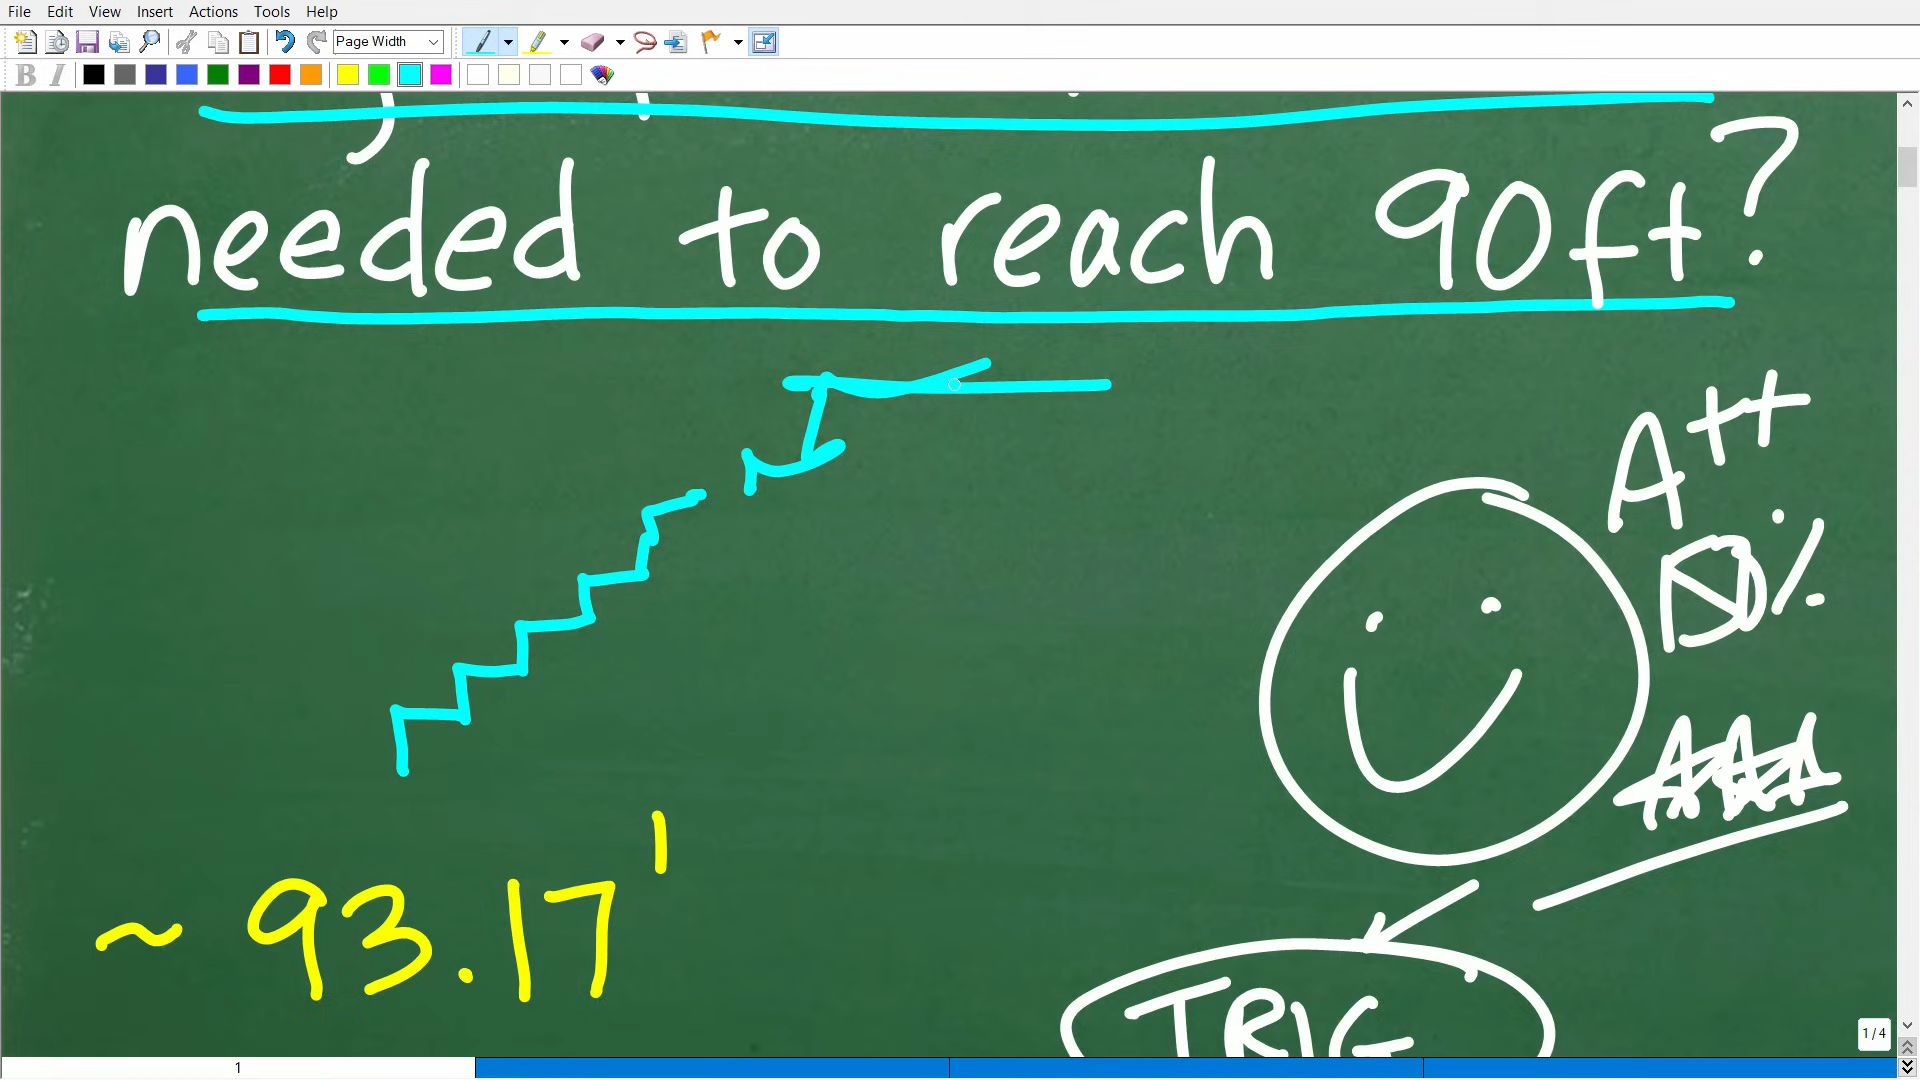 File Edit View Insert Actions Tools Help
Page Width
B I
needed to reach 90ft?
A++
~ 93.17'
TRIG
1 / 4
1